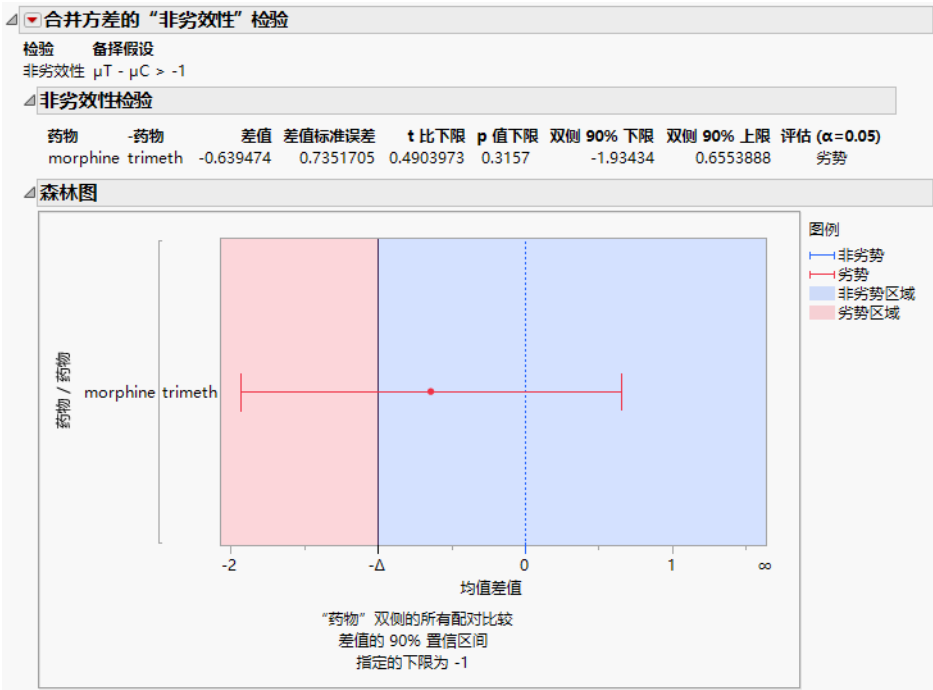 合并方差的“非劣效性”检验
检验 备择假设
非劣效性 μT - μC > -1
非劣效性检验
药物 -药物 差值 差值标准误差 t 比下限 p 值下限 双侧 90% 下限 双侧 90% 上限 评估 (α=0.05)
morphine trimeth -0.639474 0.7351705 0.4903973 0.3157 -1.93434 0.6553888 劣势
森林图
图例
非劣势
劣势
非劣势区域
劣势区域
药物 / 药物
morphine trimeth
-2 -Δ 0 1 ∞
均值差值
“药物”双侧的所有配对比较
差值的 90% 置信区间
指定的下限为 -1